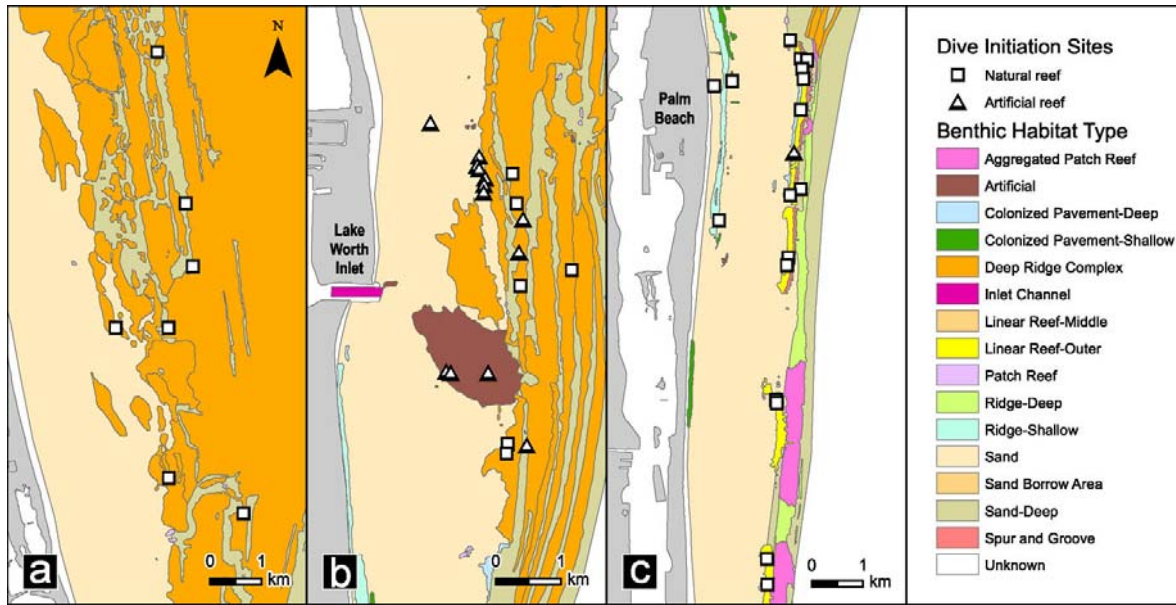 N
Lake
Worth
Inlet
Palm
Beach
a
0 1
km
b
0 1
km
c
0 1
km
Dive Initiation Sites
Natural reef
Artificial reef
Benthic Habitat Type
Aggregated Patch Reef
Artificial
Colonized Pavement-Deep
Colonized Pavement-Shallow
Deep Ridge Complex
Inlet Channel
Linear Reef-Middle
Linear Reef-Outer
Patch Reef
Ridge-Deep
Ridge-Shallow
Sand
Sand Borrow Area
Sand-Deep
Spur and Groove
Unknown